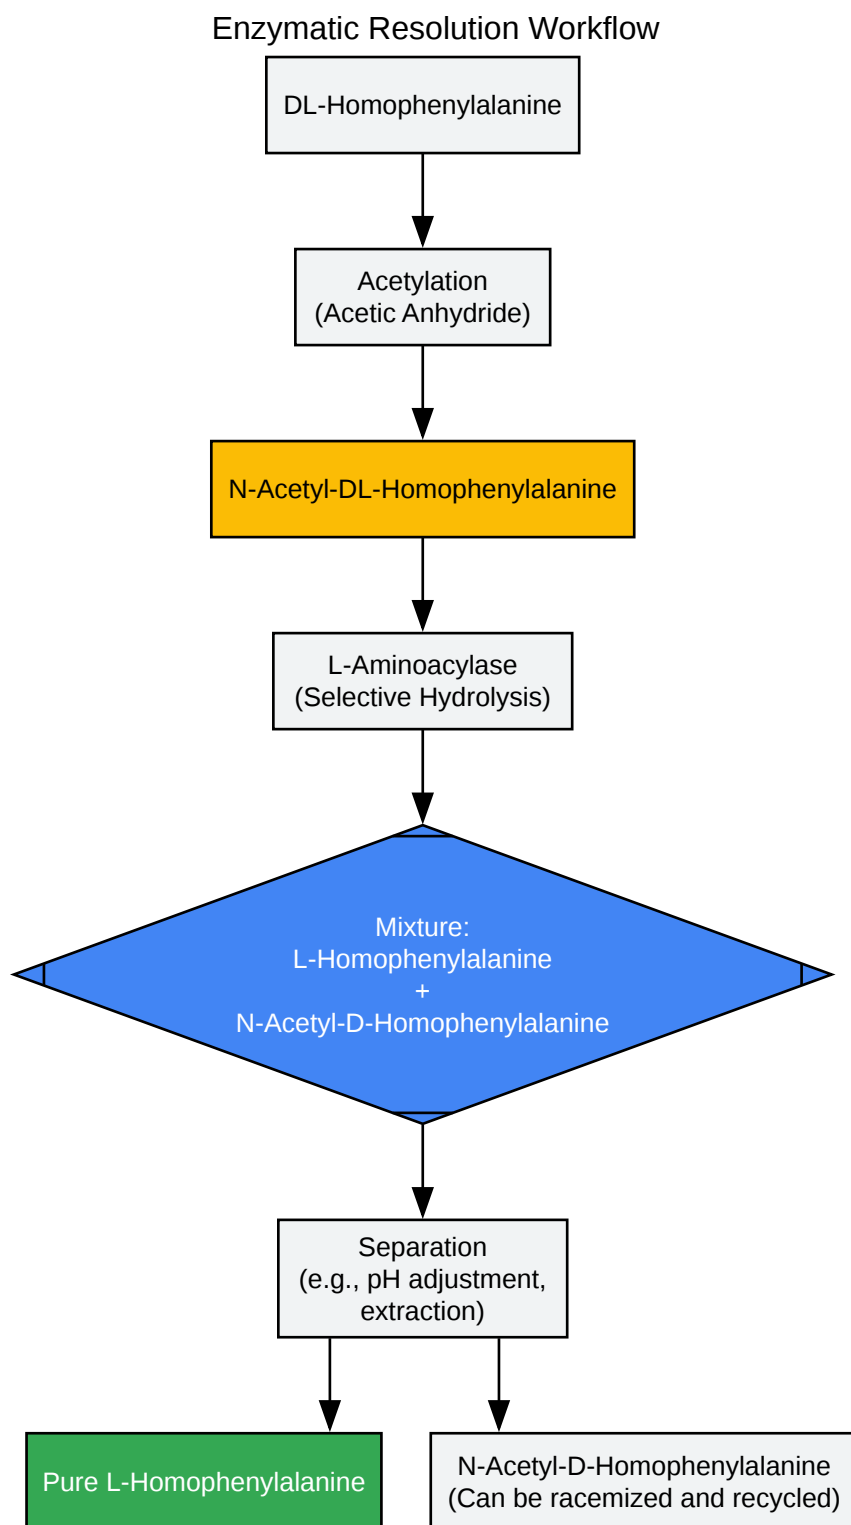 Enzymatic Resolution Workflow
DL-Homophenylalanine
Acetylation
(Acetic Anhydride)
N-Acetyl-DL-Homophenylalanine
L-Aminoacylase
(Selective Hydrolysis)
Mixture:
L-Homophenylalanine
+
N-Acetyl-D-Homophenylalanine
Separation
(e.g., pH adjustment,
extraction)
Pure L-Homophenylalanine
N-Acetyl-D-Homophenylalanine
(Can be racemized and recycled)